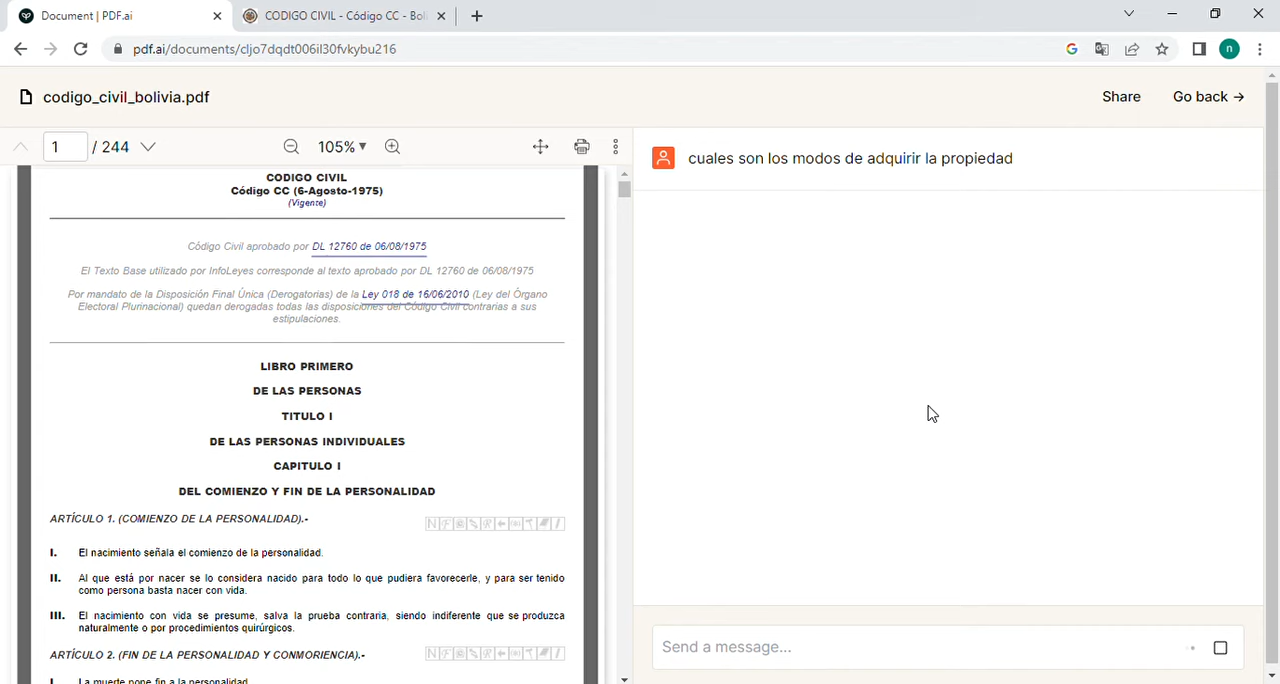 Document | PDF.ai
CODIGO CIVIL - Código CC - Boli
pdf.ai/documents/cljo7dqdt006il30fvkybu216
n
codigo_civil_bolivia.pdf
Share
Go back →
1 / 244
105%
cuales son los modos de adquirir la propiedad
CODIGO CIVIL
Código CC (6-Agosto-1975)
(Vigente)
Código Civil aprobado por DL 12760 de 06/08/1975
El Texto Base utilizado por InfoLeyes corresponde al texto aprobado por DL 12760 de 06/08/1975
Por mandato de la Disposición Final Única (Derogatorias) de la Ley 018 de 16/06/2010 (Ley del Órgano
Electoral Plurinacional) quedan derogadas todas las disposiciones del Código Civil contrarias a sus
estipulaciones.
LIBRO PRIMERO
DE LAS PERSONAS
TITULO I
DE LAS PERSONAS INDIVIDUALES
CAPITULO I
DEL COMIENZO Y FIN DE LA PERSONALIDAD
ARTÍCULO 1. (COMIENZO DE LA PERSONALIDAD).-
I. El nacimiento señala el comienzo de la personalidad.
II. Al que está por nacer se lo considera nacido para todo lo que pudiera favorecerle, y para ser tenido
como persona basta nacer con vida.
III. El nacimiento con vida se presume, salva la prueba contraria, siendo indiferente que se produzca
naturalmente o por procedimientos quirúrgicos.
ARTÍCULO 2. (FIN DE LA PERSONALIDAD Y CONMORIENCIA).-
I. La muerte pone fin a la personalidad.
Send a message...